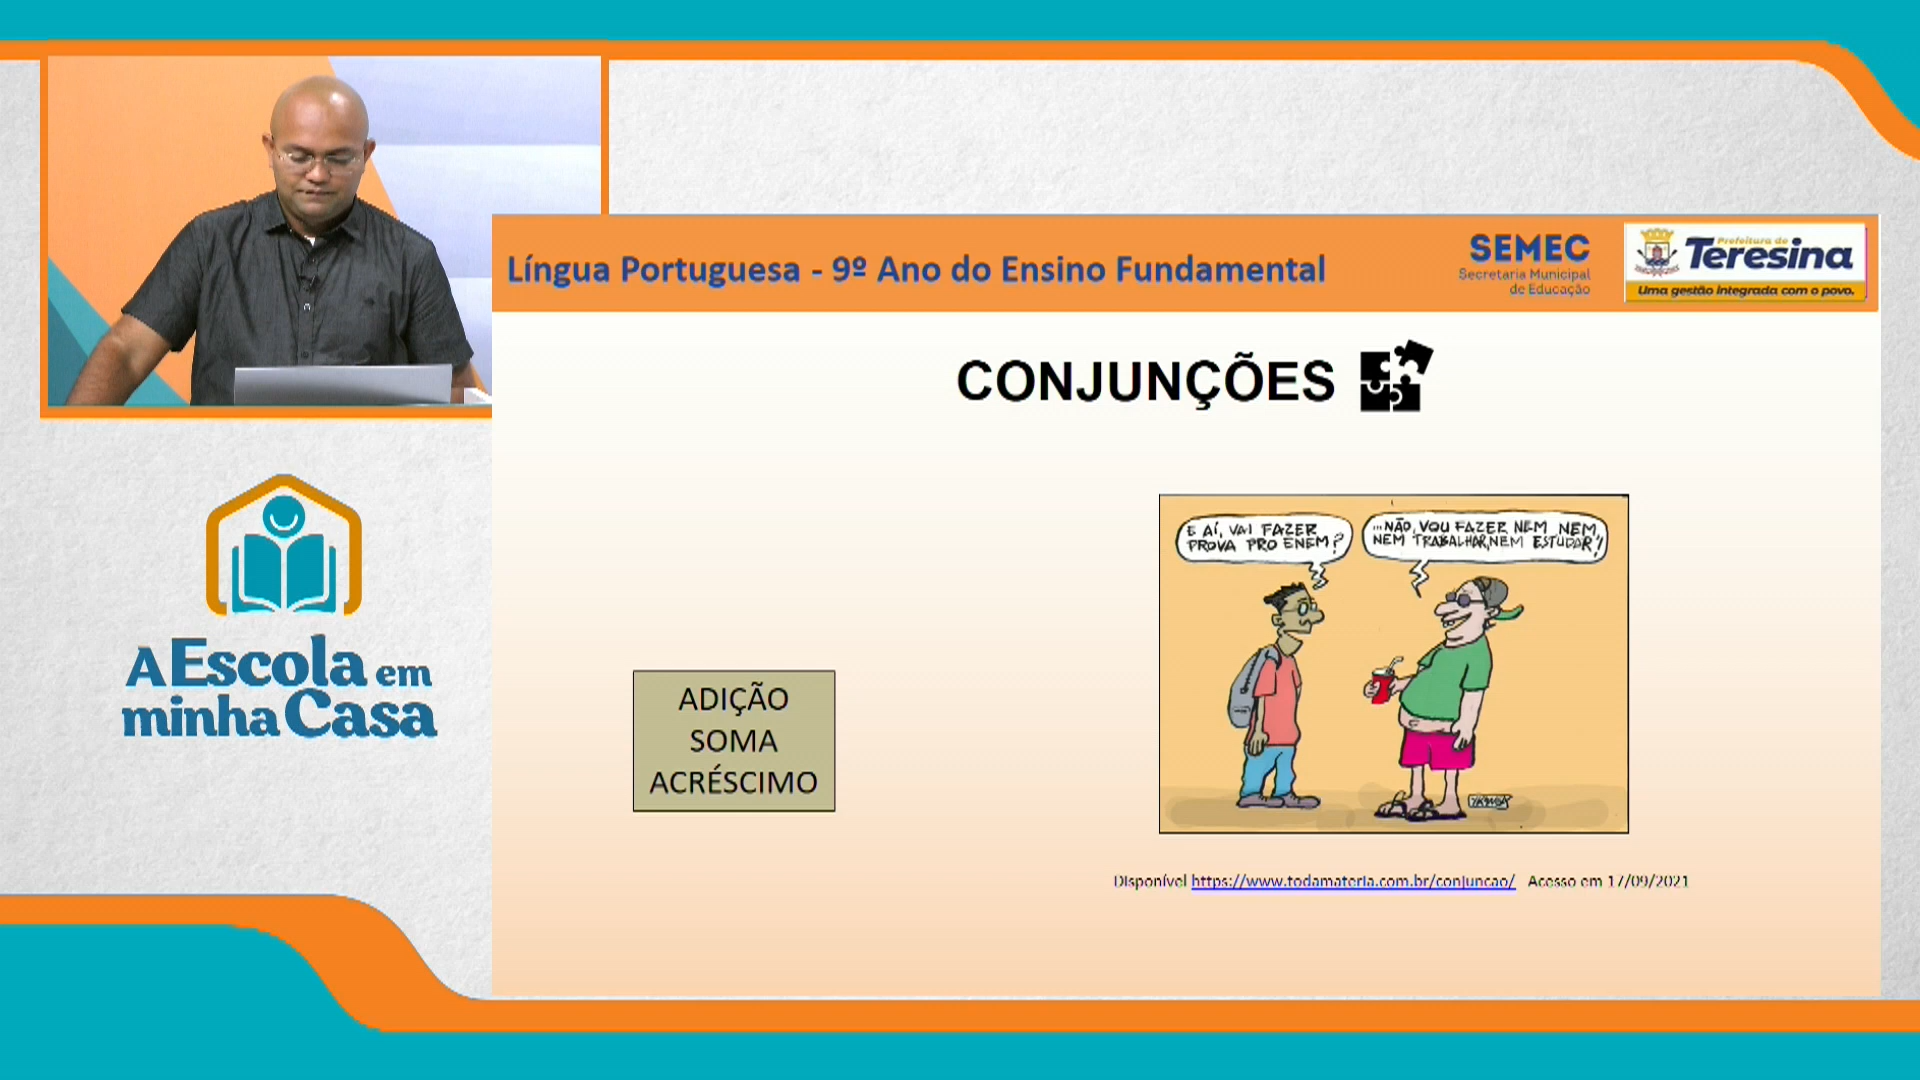 Língua Portuguesa - 9º Ano do Ensino Fundamental
SEMEC
Secretaria Municipal
de Educação
Prefeitura de
Teresina
Uma gestão integrada com o povo.
CONJUNÇÕES
E AÍ, VAI FAZER
PROVA PRO ENEM?
...NÃO, VOU FAZER NEM, NEM,
NEM TRABALHAR, NEM ESTUDAR!
A Escola em
minha Casa
ADIÇÃO
SOMA
ACRÉSCIMO
Disponível https://www.todamateria.com.br/conjuncao/ Acesso em 17/09/2021